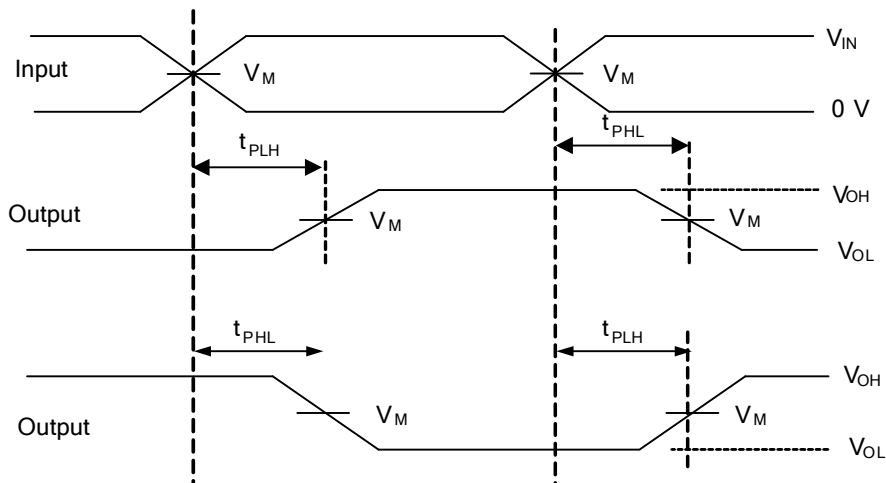 V_IN
Input
V_M
V_M
0 V
t_PLH
t_PHL
V_OH
Output
V_M
V_M
V_OL
t_PHL
t_PLH
V_OH
V_M
V_M
Output
V_OL